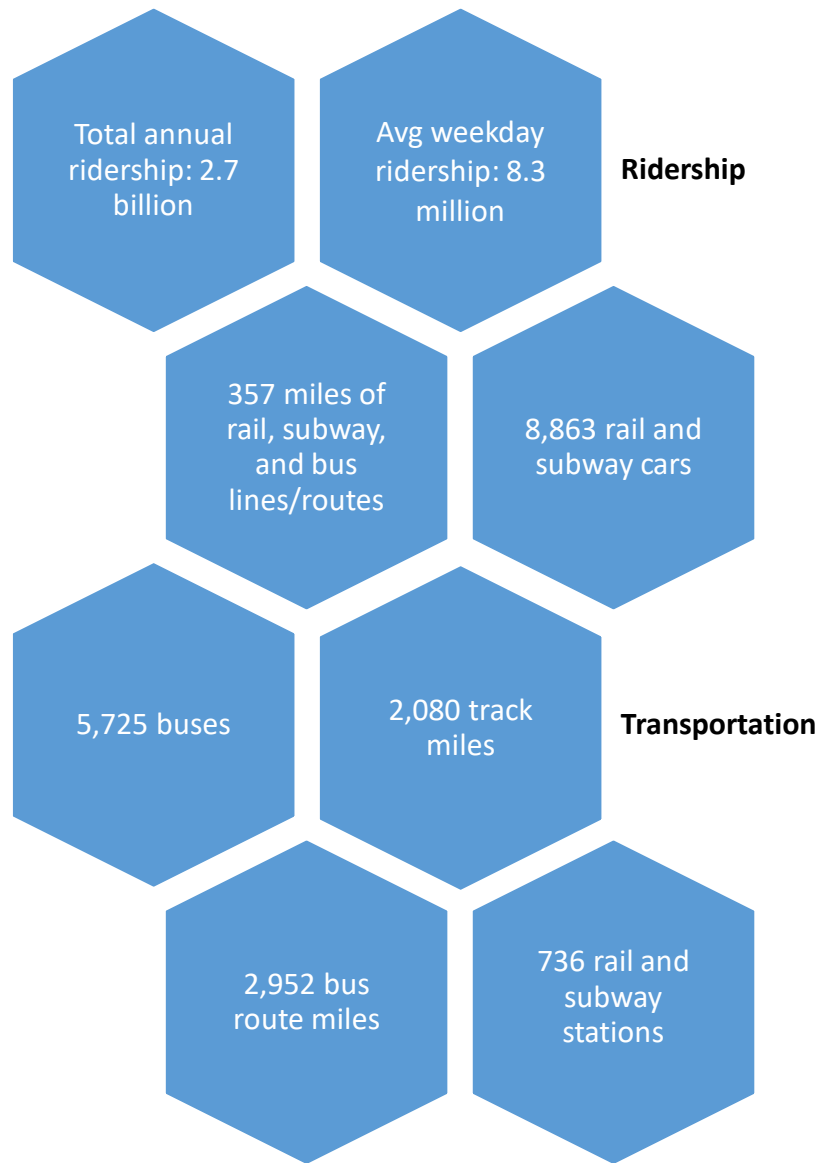 Total annual
ridership: 2.7
billion
Avg weekday
ridership: 8.3
million
Ridership
357 miles of
rail, subway,
and bus
lines/routes
8,863 rail and
subway cars
5,725 buses
2,080 track
miles
Transportation
2,952 bus
route miles
736 rail and
subway
stations